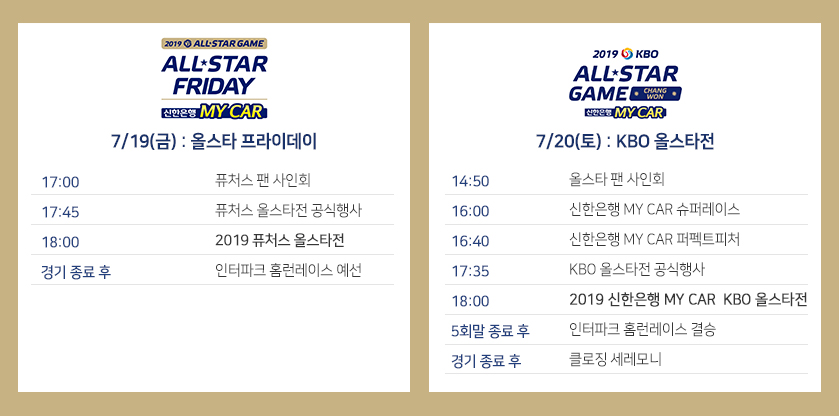 2019 ALL★STAR GAME
ALL★STAR
FRIDAY
신한은행 MY CAR
7/19(금) : 올스타 프라이데이
17:00 퓨처스 팬 사인회
17:45 퓨처스 올스타전 공식행사
18:00 2019 퓨처스 올스타전
경기 종료 후 인터파크 홈런레이스 예선
2019 KBO
ALL★STAR
GAME CHANG WON
신한은행 MY CAR
7/20(토) : KBO 올스타전
14:50 올스타 팬 사인회
16:00 신한은행 MY CAR 슈퍼레이스
16:40 신한은행 MY CAR 퍼펙트피처
17:35 KBO 올스타전 공식행사
18:00 2019 신한은행 MY CAR KBO 올스타전
5회말 종료 후 인터파크 홈런레이스 결승
경기 종료 후 클로징 세레모니